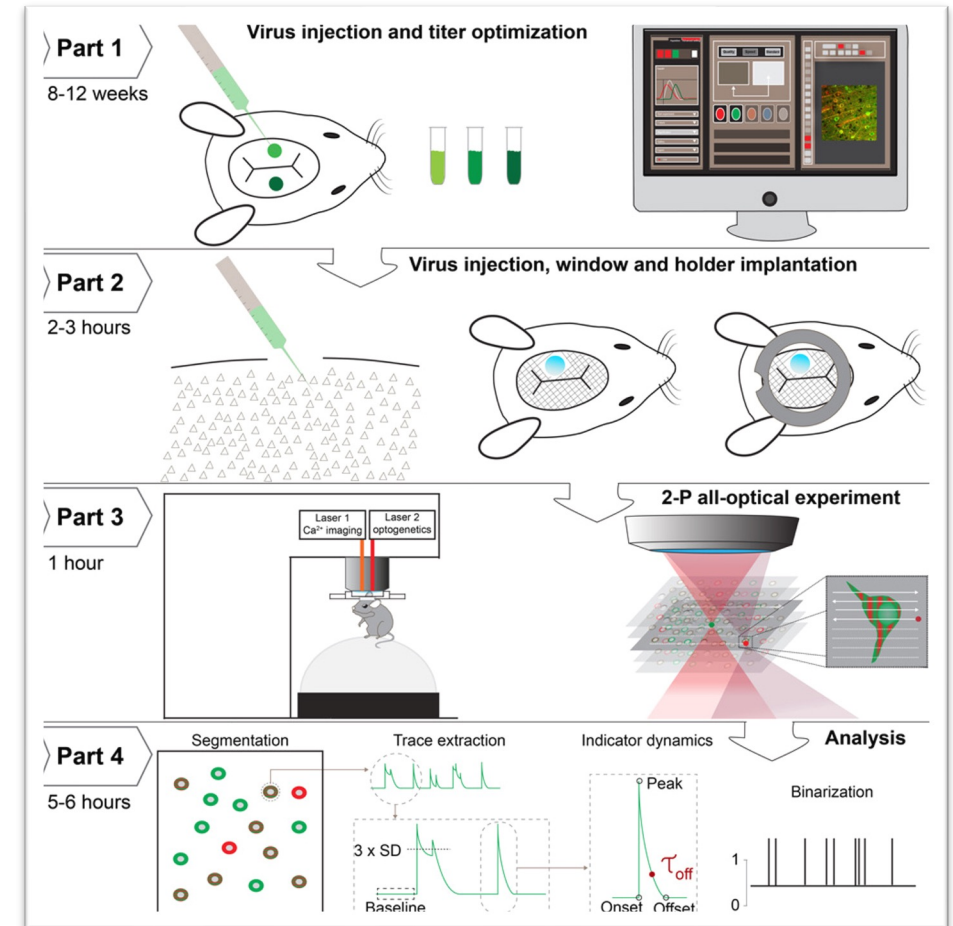 Part 1
8-12 weeks
Virus injection and titer optimization
Part 2
2-3 hours
Virus injection, window and holder implantation
Part 3
1 hour
Laser 1
Ca²⁺ imaging
Laser 2
optogenetics
2-P all-optical experiment
Part 4
5-6 hours
Analysis
Segmentation
Trace extraction
3 x SD
Baseline
Indicator dynamics
Peak
τoff
Onset
Offset
Binarization
1
0